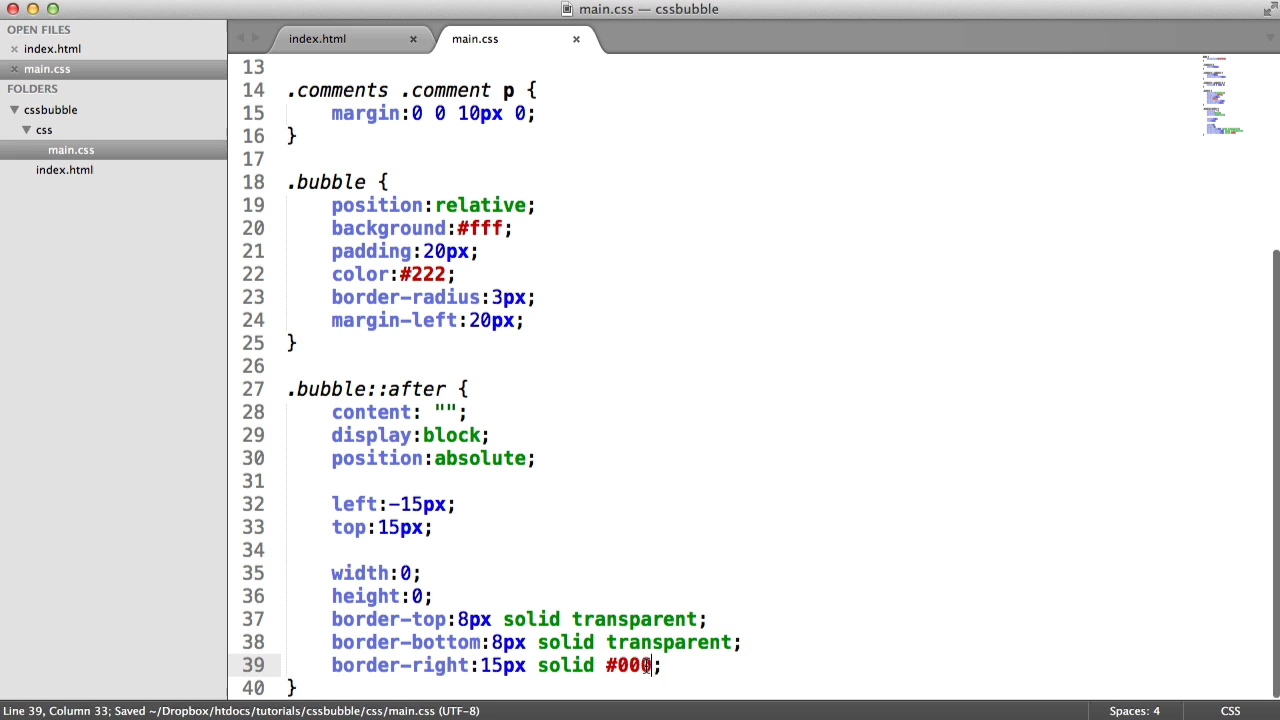 main.css — cssbubble
OPEN FILES
index.html
main.css
FOLDERS
cssbubble
css
main.css
index.html
index.html
main.css
13
14 .comments .comment p {
15 margin:0 0 10px 0;
16 }
17
18 .bubble {
19 position:relative;
20 background:#fff;
21 padding:20px;
22 color:#222;
23 border-radius:3px;
24 margin-left:20px;
25 }
26
27 .bubble::after {
28 content: "";
29 display:block;
30 position:absolute;
31
32 left:-15px;
33 top:15px;
34
35 width:0;
36 height:0;
37 border-top:8px solid transparent;
38 border-bottom:8px solid transparent;
39 border-right:15px solid #000;
40 }
Line 39, Column 33; Saved ~/Dropbox/htdocs/tutorials/cssbubble/css/main.css (UTF-8)
Spaces: 4
CSS